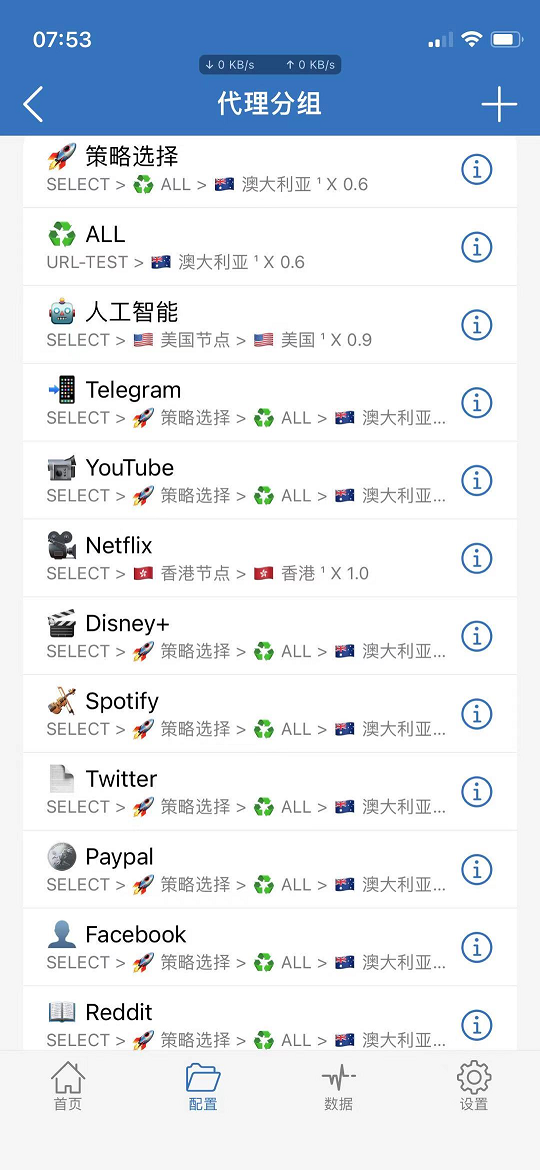 07:53
↓ 0 KB/s ↑ 0 KB/s
代理分组
🚀 策略选择
SELECT > ♻️ ALL > 🇦🇺 澳大利亚 ¹ X 0.6
♻️ ALL
URL-TEST > 🇦🇺 澳大利亚 ¹ X 0.6
🤖 人工智能
SELECT > 🇺🇸 美国节点 > 🇺🇸 美国 ¹ X 0.9
📲 Telegram
SELECT > 🚀 策略选择 > ♻️ ALL > 🇦🇺 澳大利亚...
📹 YouTube
SELECT > 🚀 策略选择 > ♻️ ALL > 🇦🇺 澳大利亚...
🎥 Netflix
SELECT > 🇭🇰 香港节点 > 🇭🇰 香港 ¹ X 1.0
🎬 Disney+
SELECT > 🚀 策略选择 > ♻️ ALL > 🇦🇺 澳大利亚...
🎻 Spotify
SELECT > 🚀 策略选择 > ♻️ ALL > 🇦🇺 澳大利亚...
Twitter
SELECT > 🚀 策略选择 > ♻️ ALL > 🇦🇺 澳大利亚...
Paypal
SELECT > 🚀 策略选择 > ♻️ ALL > 🇦🇺 澳大利亚...
👤 Facebook
SELECT > 🚀 策略选择 > ♻️ ALL > 🇦🇺 澳大利亚...
📖 Reddit
SELECT > 🚀 策略选择 > ♻️ ALL > 🇦🇺 澳大利亚...
首页 配置 数据 设置